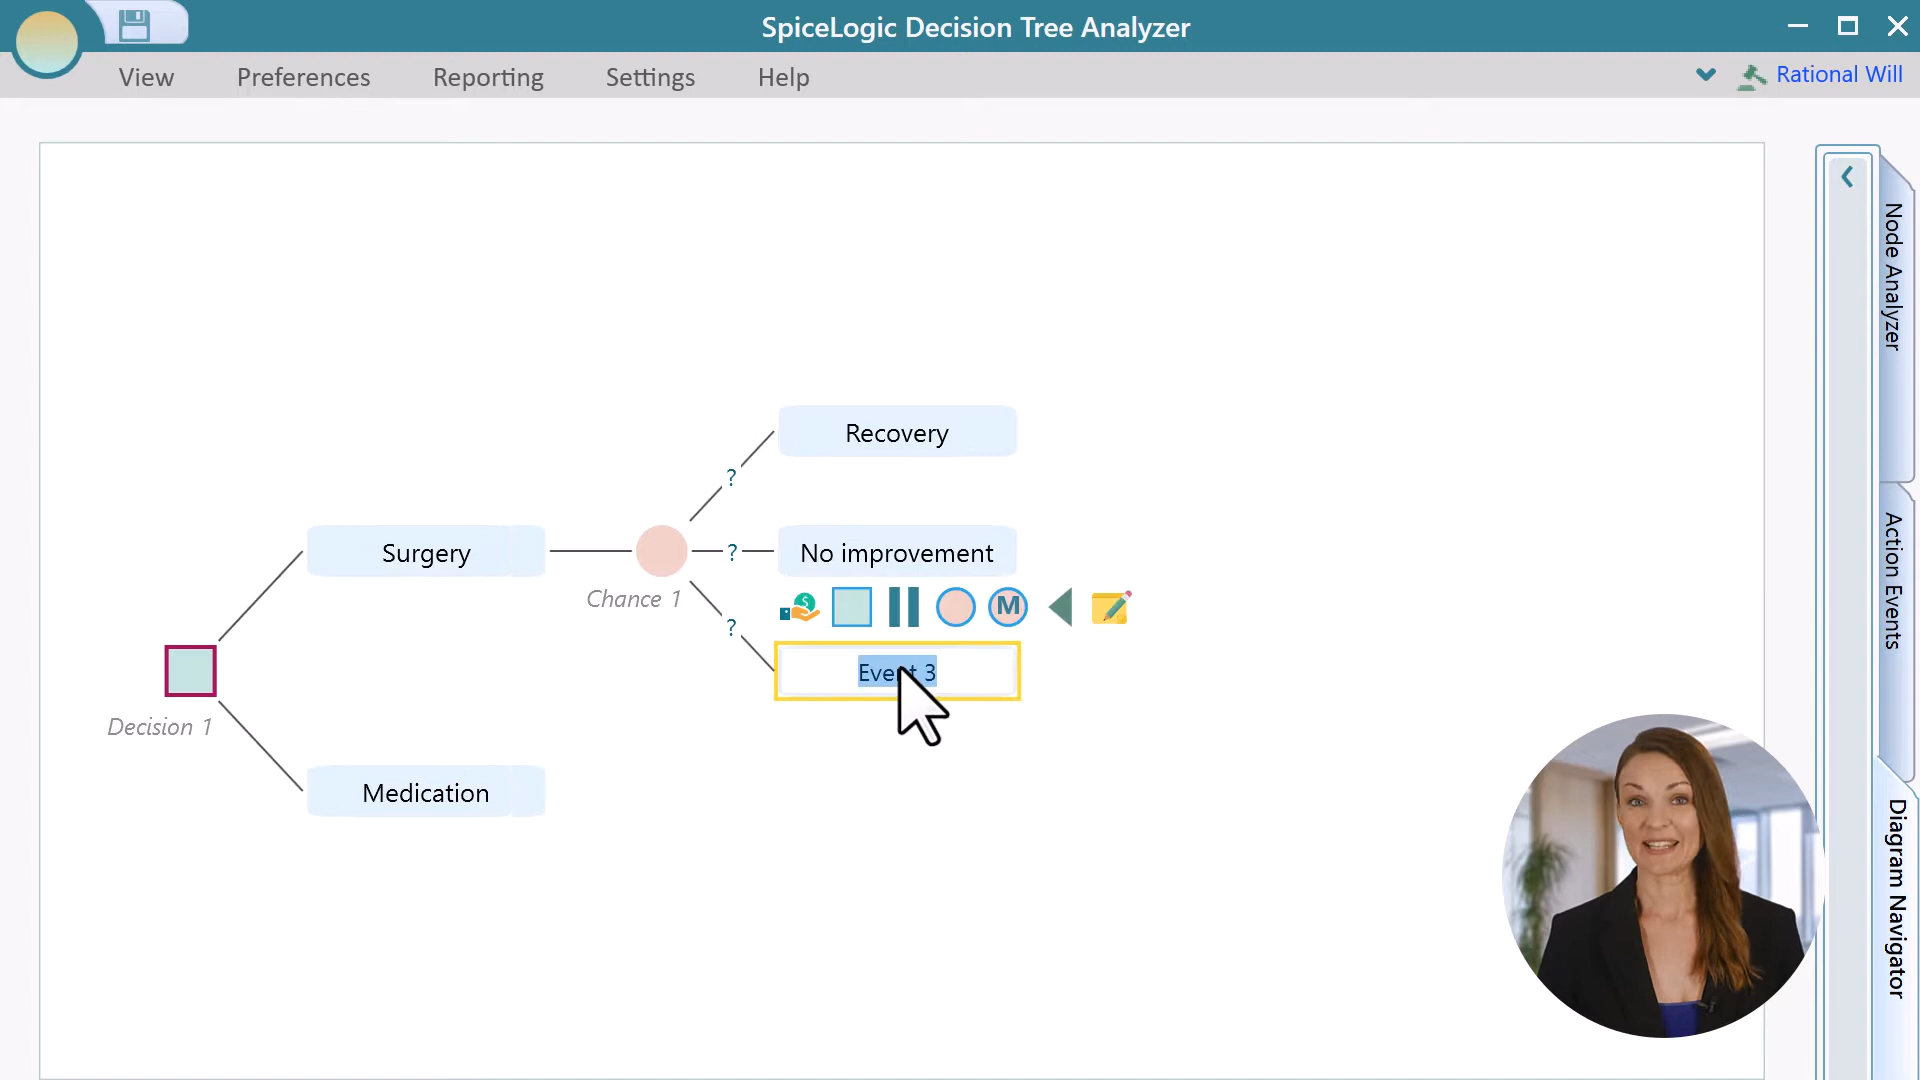 SpiceLogic Decision Tree Analyzer
View Preferences Reporting Settings Help
Rational Will
Node Analyzer
Action Events
Diagram Navigator
Recovery
?
Surgery
?
No improvement
Chance 1
M
?
Event 3
Decision 1
Medication